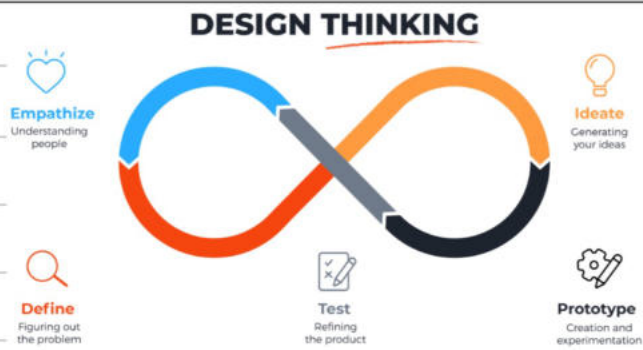 DESIGN THINKING
Empathize
Understanding
people
Ideate
Generating
your ideas
Define
Figuring out
the problem
Test
Refining
the product
Prototype
Creation and
experimentation